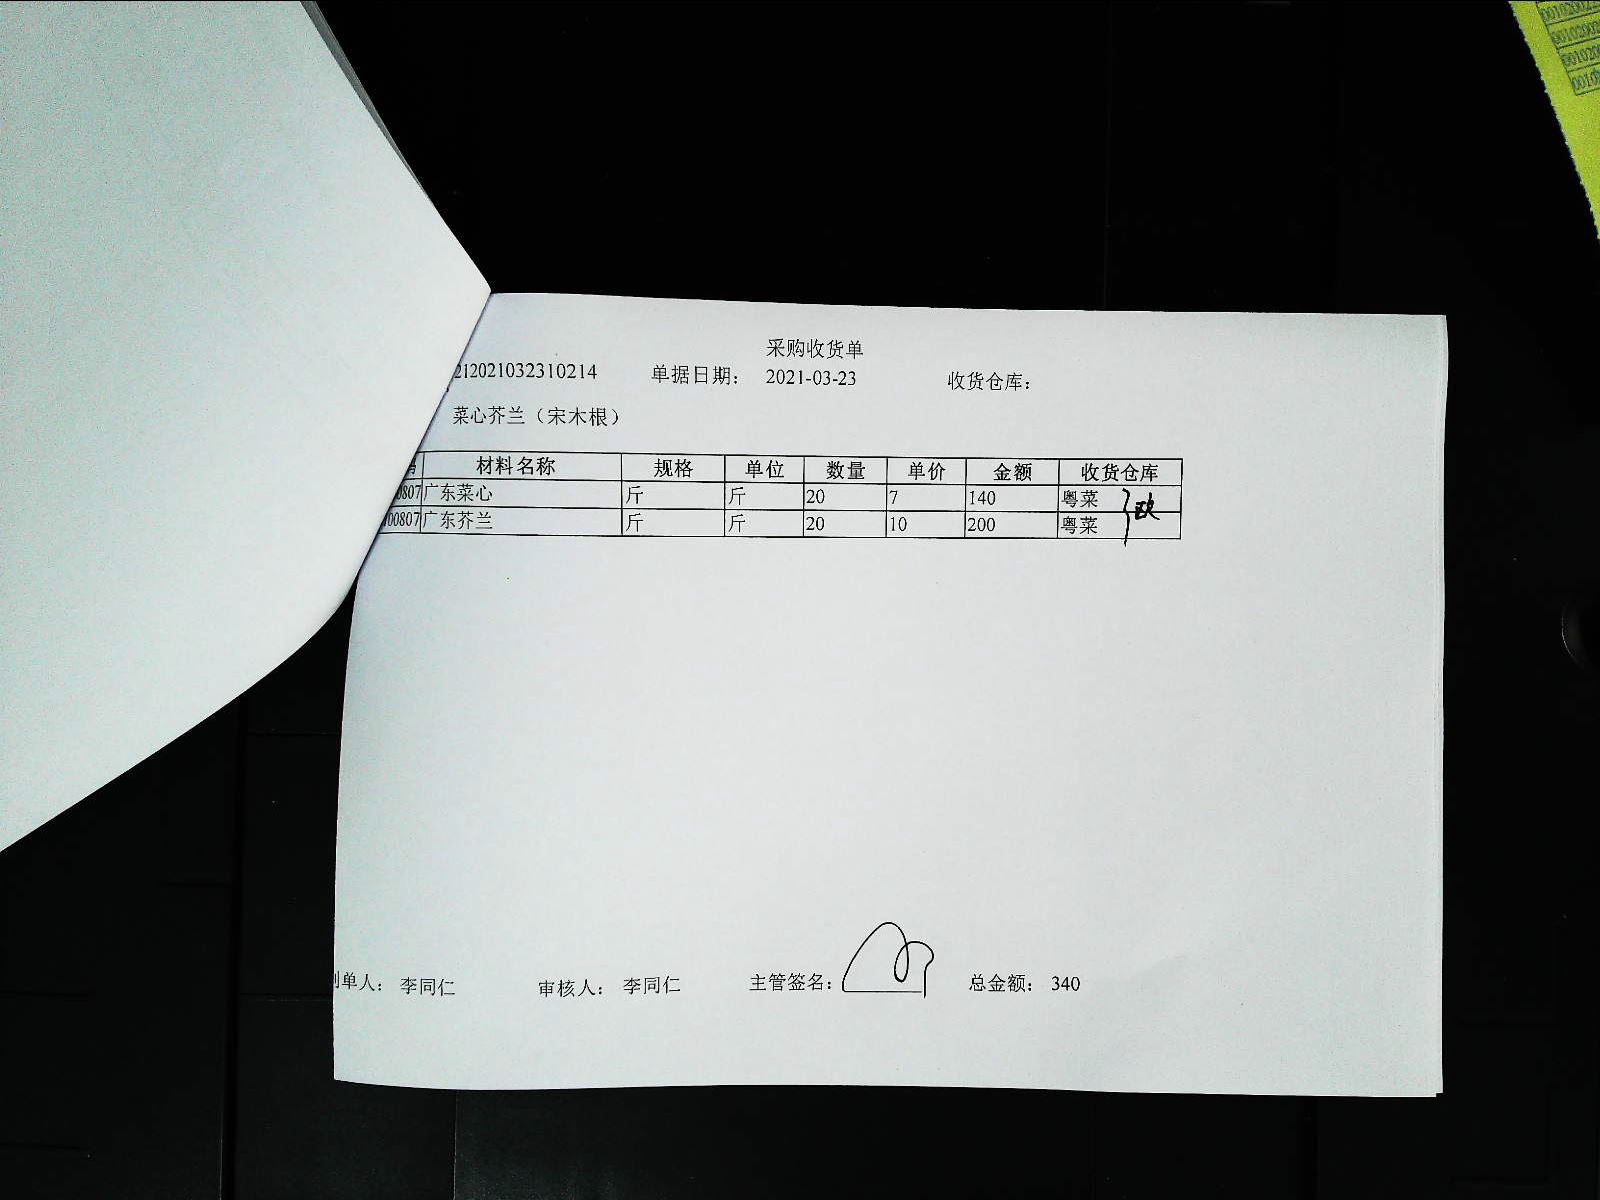 采购收货单
212021032310214 单据日期： 2021-03-23 收货仓库：
菜心芥兰（宋木根）
材料名称 规格 单位 数量 单价 金额 收货仓库
0807 广东菜心 斤 斤 20 7 140 粤菜
00807 广东芥兰 斤 斤 20 10 200 粤菜
单人： 李同仁 审核人： 李同仁 主管签名： 总金额： 340